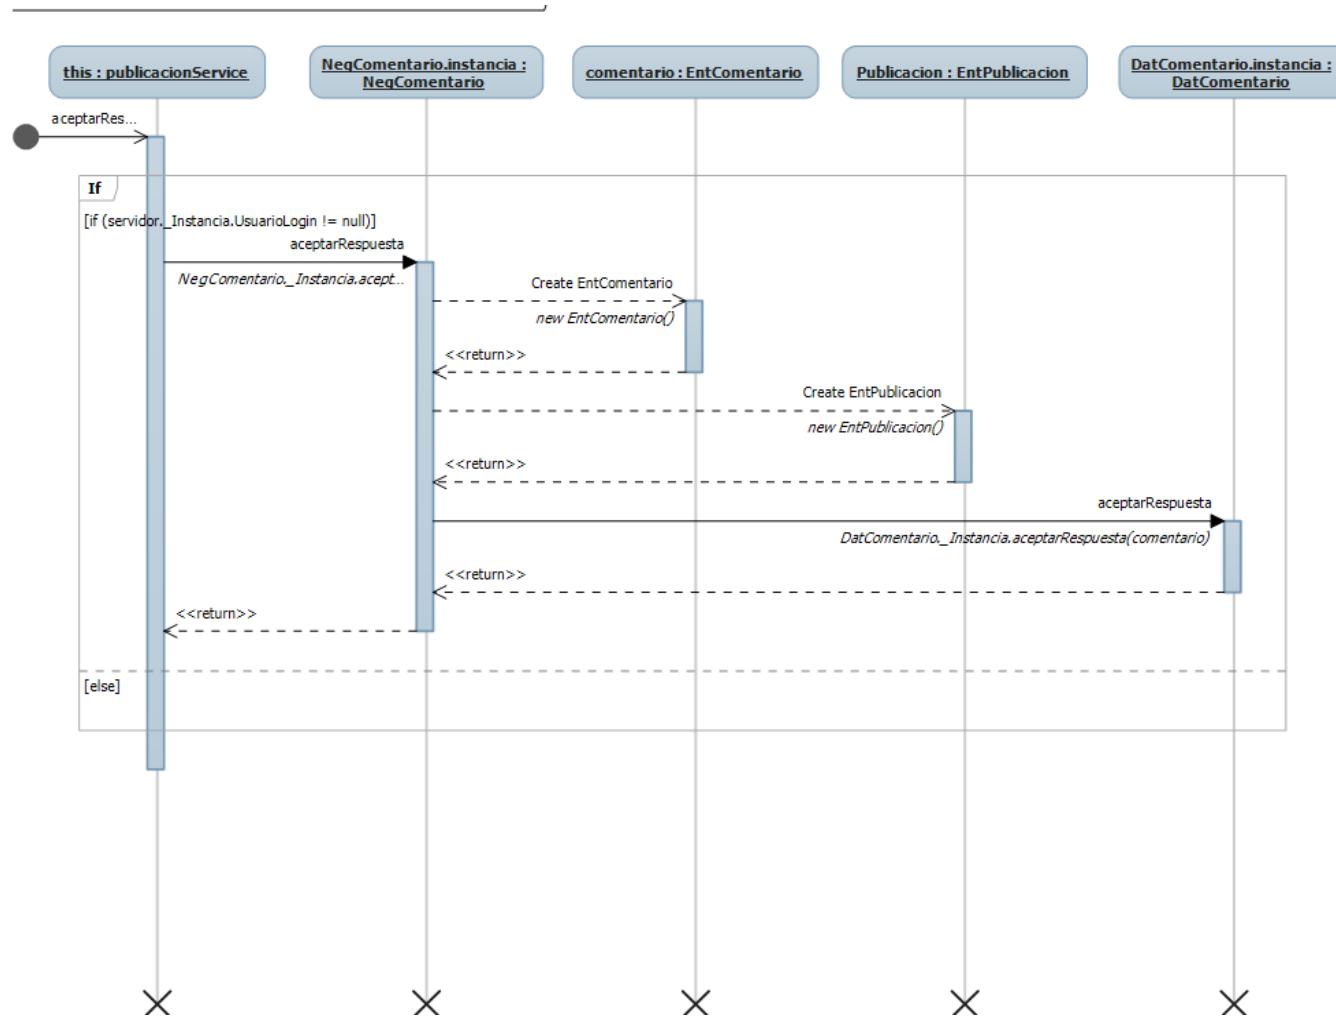 this : publicacionService
NegComentario.instancia :
NegComentario
comentario : EntComentario
Publicacion : EntPublicacion
DatComentario.instancia :
DatComentario
aceptarRes...
If
[if (servidor._Instancia.UsuarioLogin != null)]
aceptarRespuesta
NegComentario._Instancia.acept...
Create EntComentario
new EntComentario()
<<return>>
Create EntPublicacion
new EntPublicacion()
<<return>>
aceptarRespuesta
DatComentario._Instancia.aceptarRespuesta(comentario)
<<return>>
<<return>>
[else]